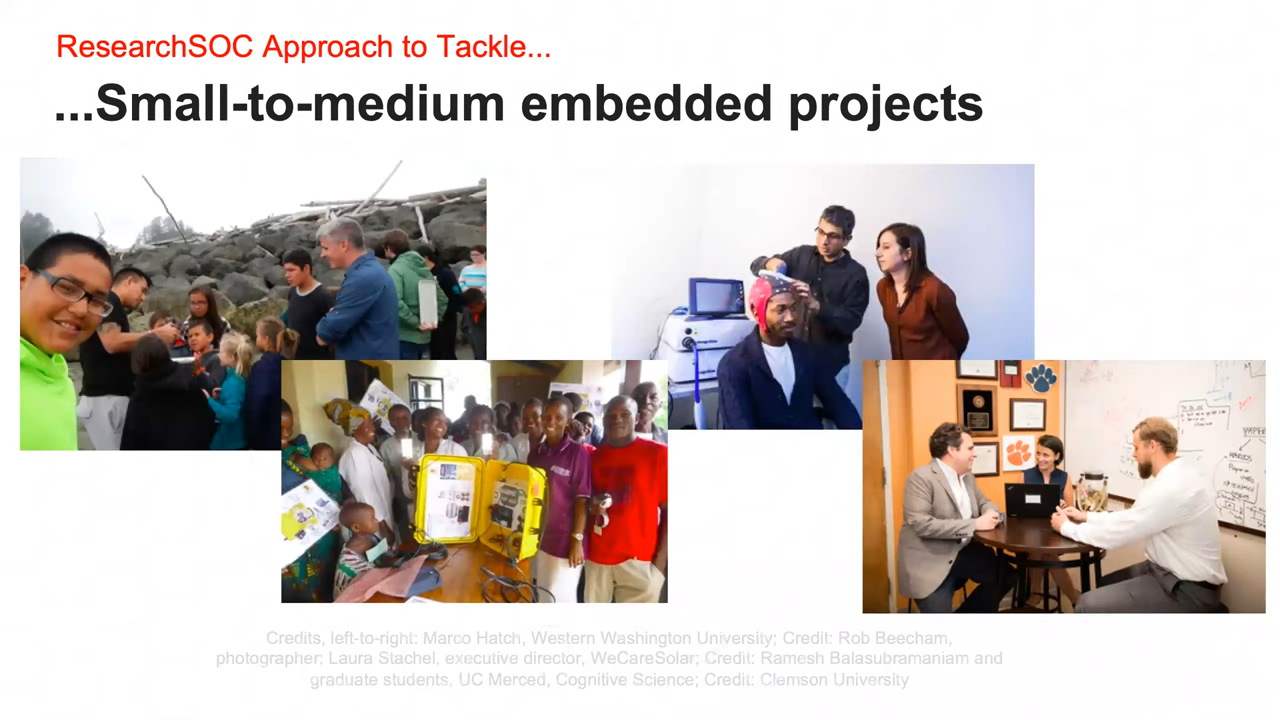 ResearchSOC Approach to Tackle...
...Small-to-medium embedded projects
Credits, left-to-right: Marco Hatch, Western Washington University; Credit: Rob Beecham,
photographer; Laura Stachel, executive director, WeCareSolar; Credit: Ramesh Balasubramaniam and
graduate students, UC Merced, Cognitive Science; Credit: Clemson University